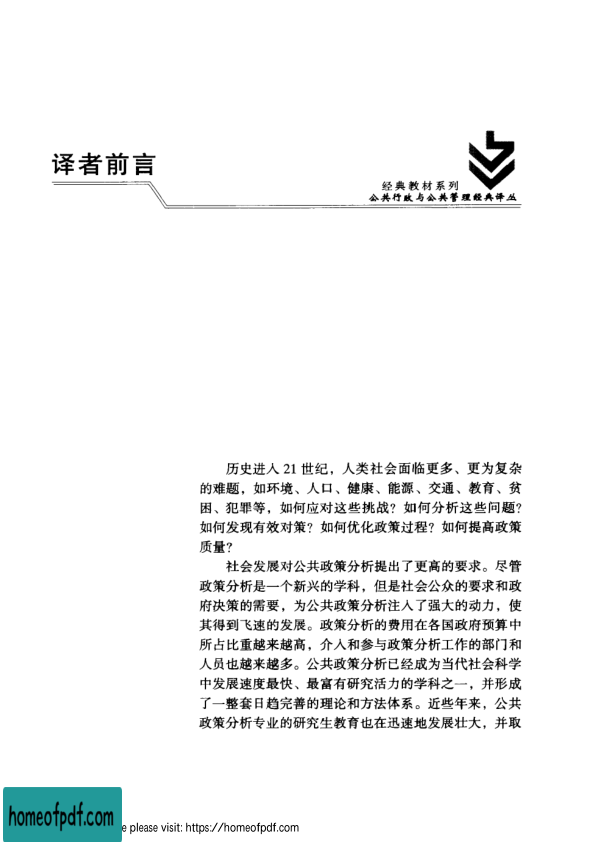 译者前言
经典教材系列
公共行政与公共管理经典译丛
历史进入 21 世纪，人类社会面临更多、更为复杂
的难题，如环境、人口、健康、能源、交通、教育、贫
困、犯罪等，如何应对这些挑战？如何分析这些问题？
如何发现有效对策？如何优化政策过程？如何提高政策
质量？
社会发展对公共政策分析提出了更高的要求。尽管
政策分析是一个新兴的学科，但是社会公众的要求和政
府决策的需要，为公共政策分析注入了强大的动力，使
其得到飞速的发展。政策分析的费用在各国政府预算中
所占比重越来越高，介入和参与政策分析工作的部门和
人员也越来越多。公共政策分析已经成为当代社会科学
中发展速度最快、最富有研究活力的学科之一，并形成
了一整套日趋完善的理论和方法体系。近些年来，公共
政策分析专业的研究生教育也在迅速地发展壮大，并取
homeofpdf.com
e please visit: https://homeofpdf.com